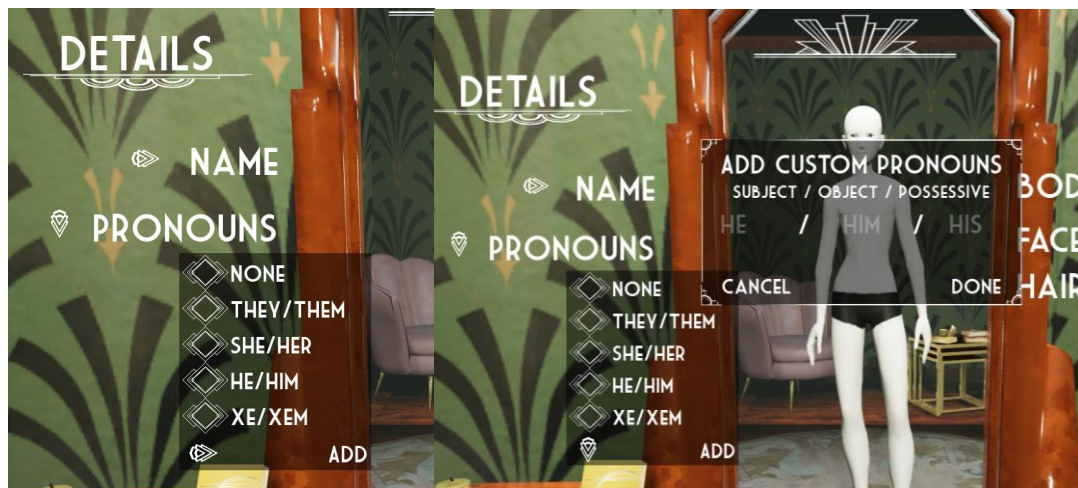 DETAILS
NAME
PRONOUNS
NONE
THEY/THEM
SHE/HER
HE/HIM
XE/XEM
ADD
DETAILS
NAME
PRONOUNS
NONE
THEY/THEM
SHE/HER
HE/HIM
XE/XEM
ADD
ADD CUSTOM PRONOUNS
SUBJECT / OBJECT / POSSESSIVE
HE / HIM / HIS
CANCEL DONE
BOD
FACE
HAIR